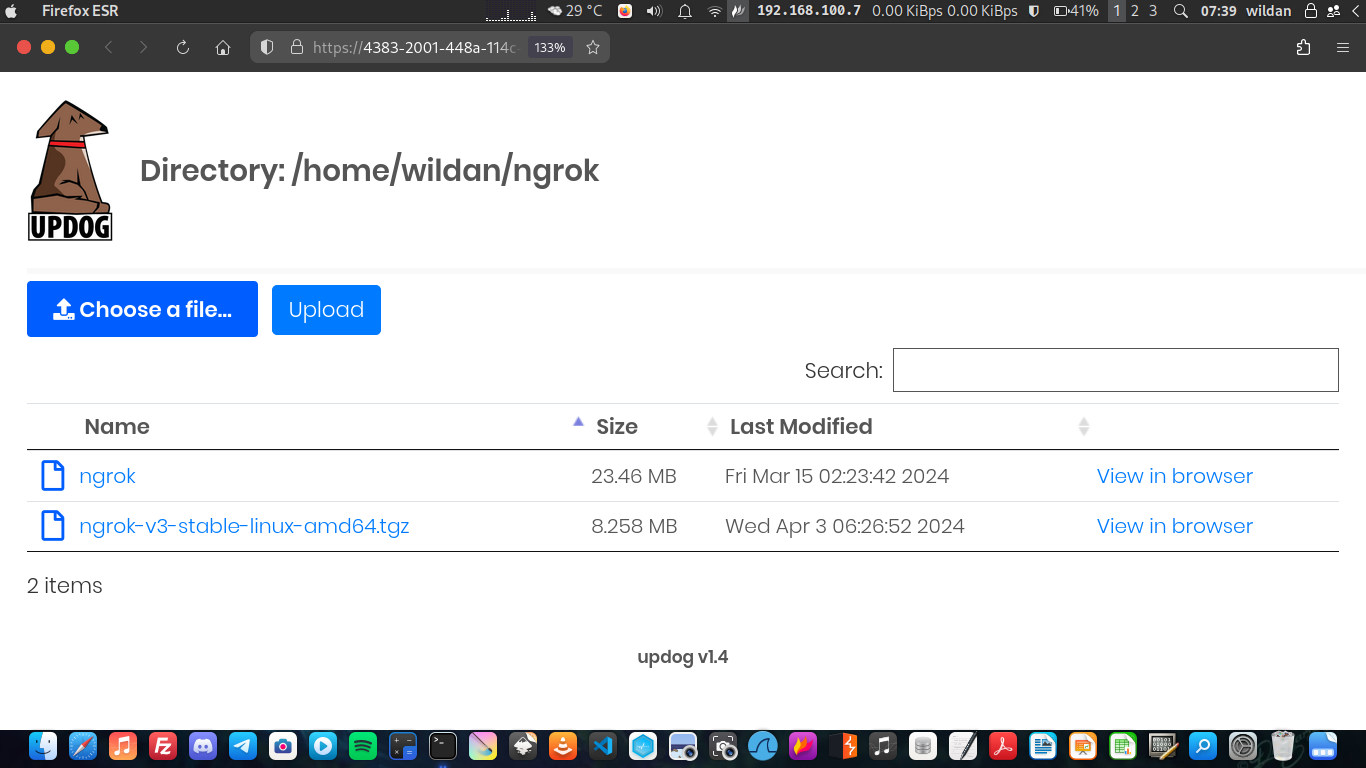 Firefox ESR
29 °C
192.168.100.7
0.00 KiBps 0.00 KiBps
41%
1 2 3
07:39
wildan
https://4383-2001-448a-114c
133%
UPDOG
Directory: /home/wildan/ngrok
Choose a file…
Upload
Search:
Name Size Last Modified
ngrok 23.46 MB Fri Mar 15 02:23:42 2024 View in browser
ngrok-v3-stable-linux-amd64.tgz 8.258 MB Wed Apr 3 06:26:52 2024 View in browser
2 items
updog v1.4